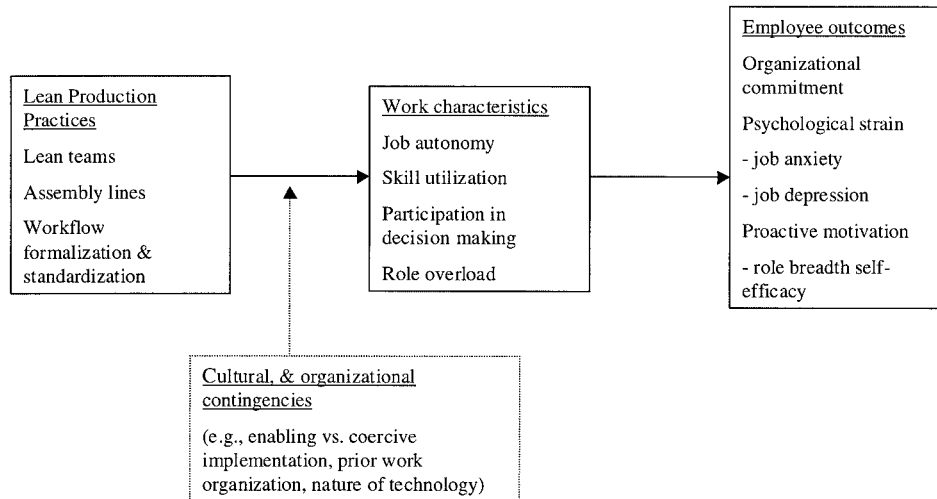 Lean Production
Practices
Lean teams
Assembly lines
Workflow
formalization &
standardization
Work characteristics
Job autonomy
Skill utilization
Participation in
decision making
Role overload
Employee outcomes
Organizational
commitment
Psychological strain
- job anxiety
- job depression
Proactive motivation
- role breadth self-
efficacy
Cultural, & organizational
contingencies
(e.g., enabling vs. coercive
implementation, prior work
organization, nature of technology)